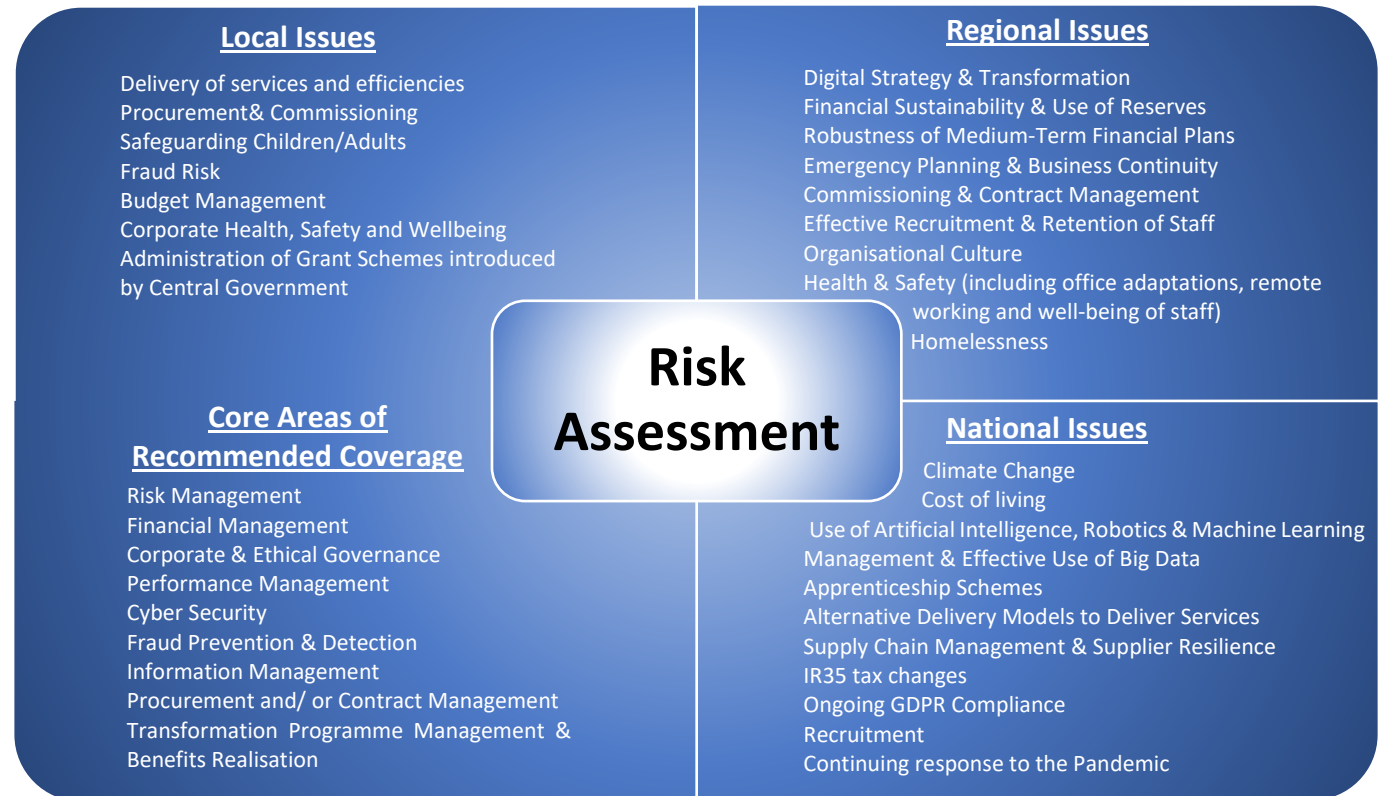 Local Issues
Delivery of services and efficiencies
Procurement& Commissioning
Safeguarding Children/Adults
Fraud Risk
Budget Management
Corporate Health, Safety and Wellbeing
Administration of Grant Schemes introduced
by Central Government
Regional Issues
Digital Strategy & Transformation
Financial Sustainability & Use of Reserves
Robustness of Medium-Term Financial Plans
Emergency Planning & Business Continuity
Commissioning & Contract Management
Effective Recruitment & Retention of Staff
Organisational Culture
Health & Safety (including office adaptations, remote
working and well-being of staff)
Homelessness
Risk
Assessment
Core Areas of
Recommended Coverage
Risk Management
Financial Management
Corporate & Ethical Governance
Performance Management
Cyber Security
Fraud Prevention & Detection
Information Management
Procurement and/ or Contract Management
Transformation Programme Management &
Benefits Realisation
National Issues
Climate Change
Cost of living
Use of Artificial Intelligence, Robotics & Machine Learning
Management & Effective Use of Big Data
Apprenticeship Schemes
Alternative Delivery Models to Deliver Services
Supply Chain Management & Supplier Resilience
IR35 tax changes
Ongoing GDPR Compliance
Recruitment
Continuing response to the Pandemic